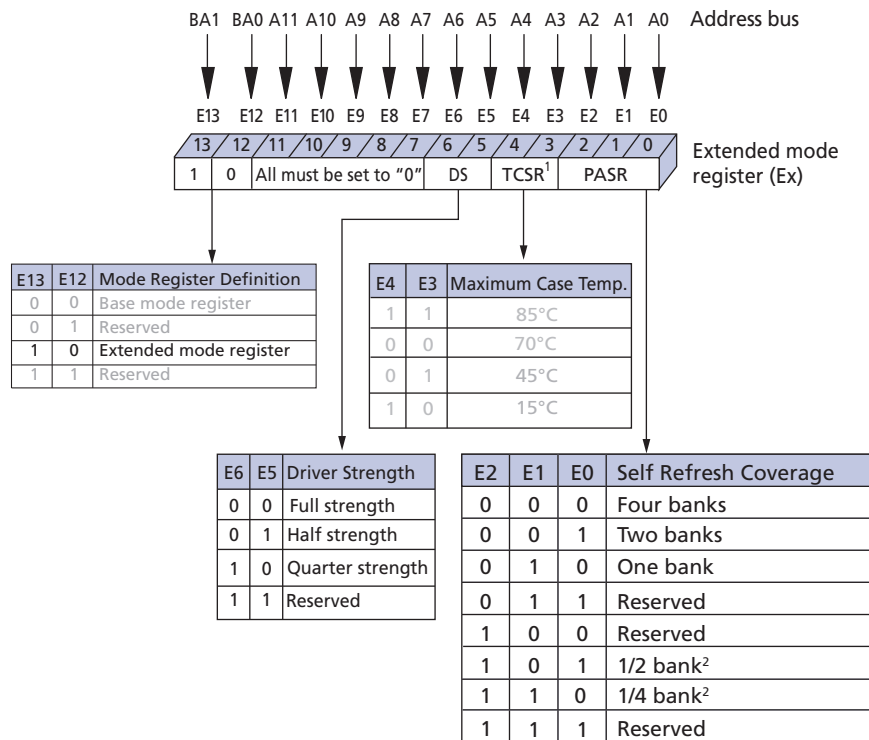 BA1 BA0 A11 A10 A9 A8 A7 A6 A5 A4 A3 A2 A1 A0 Address bus
E13 E12 E11 E10 E9 E8 E7 E6 E5 E4 E3 E2 E1 E0
13 12 11 10 9 8 7 6 5 4 3 2 1 0
Extended mode
register (Ex)
1 0 All must be set to "0" DS TCSR¹ PASR
E13 E12 Mode Register Definition
0 0 Base mode register
0 1 Reserved
1 0 Extended mode register
1 1 Reserved
E4 E3 Maximum Case Temp.
1 1 85°C
0 0 70°C
0 1 45°C
1 0 15°C
E6 E5 Driver Strength
0 0 Full strength
0 1 Half strength
1 0 Quarter strength
1 1 Reserved
E2 E1 E0 Self Refresh Coverage
0 0 0 Four banks
0 0 1 Two banks
0 1 0 One bank
0 1 1 Reserved
1 0 0 Reserved
1 0 1 1/2 bank²
1 1 0 1/4 bank²
1 1 1 Reserved